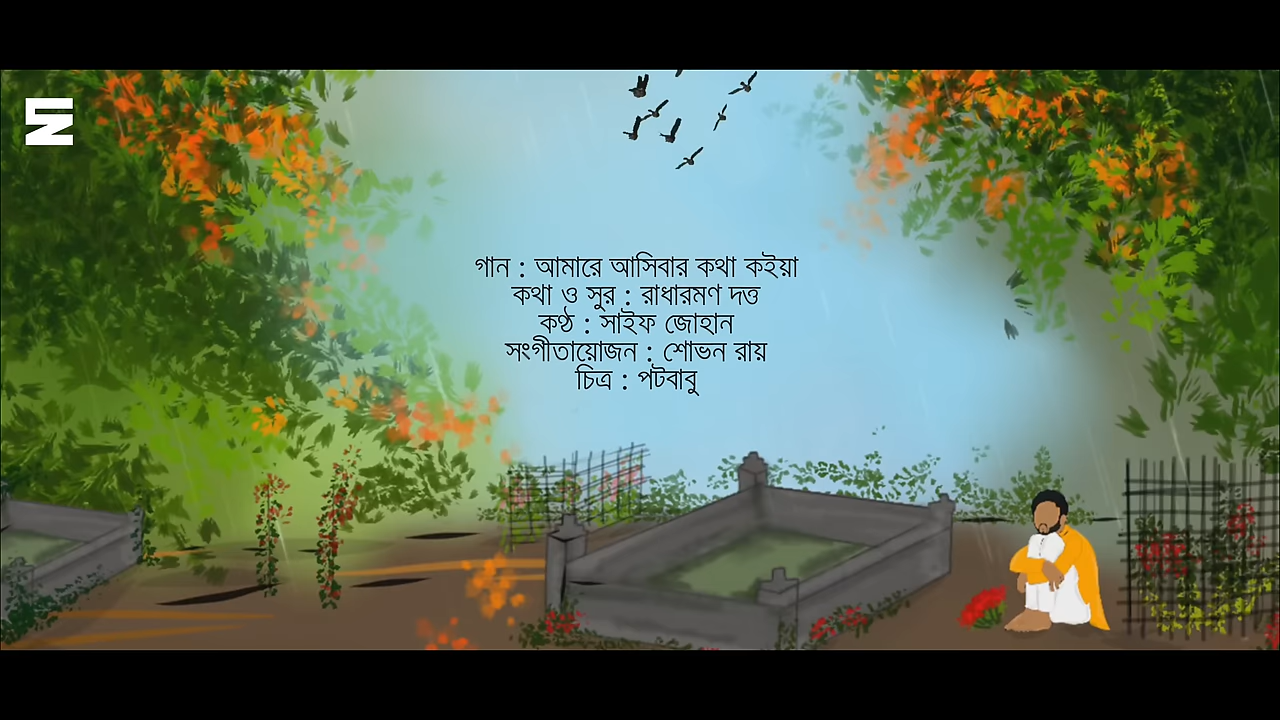 গান : আমারে আসিবার কথা কইয়া
কথা ও সুর : রাধারমণ দত্ত
কণ্ঠ : সাইফ জোহান
সংগীতায়োজন : শোভন রায়
চিত্র : পটবাবু